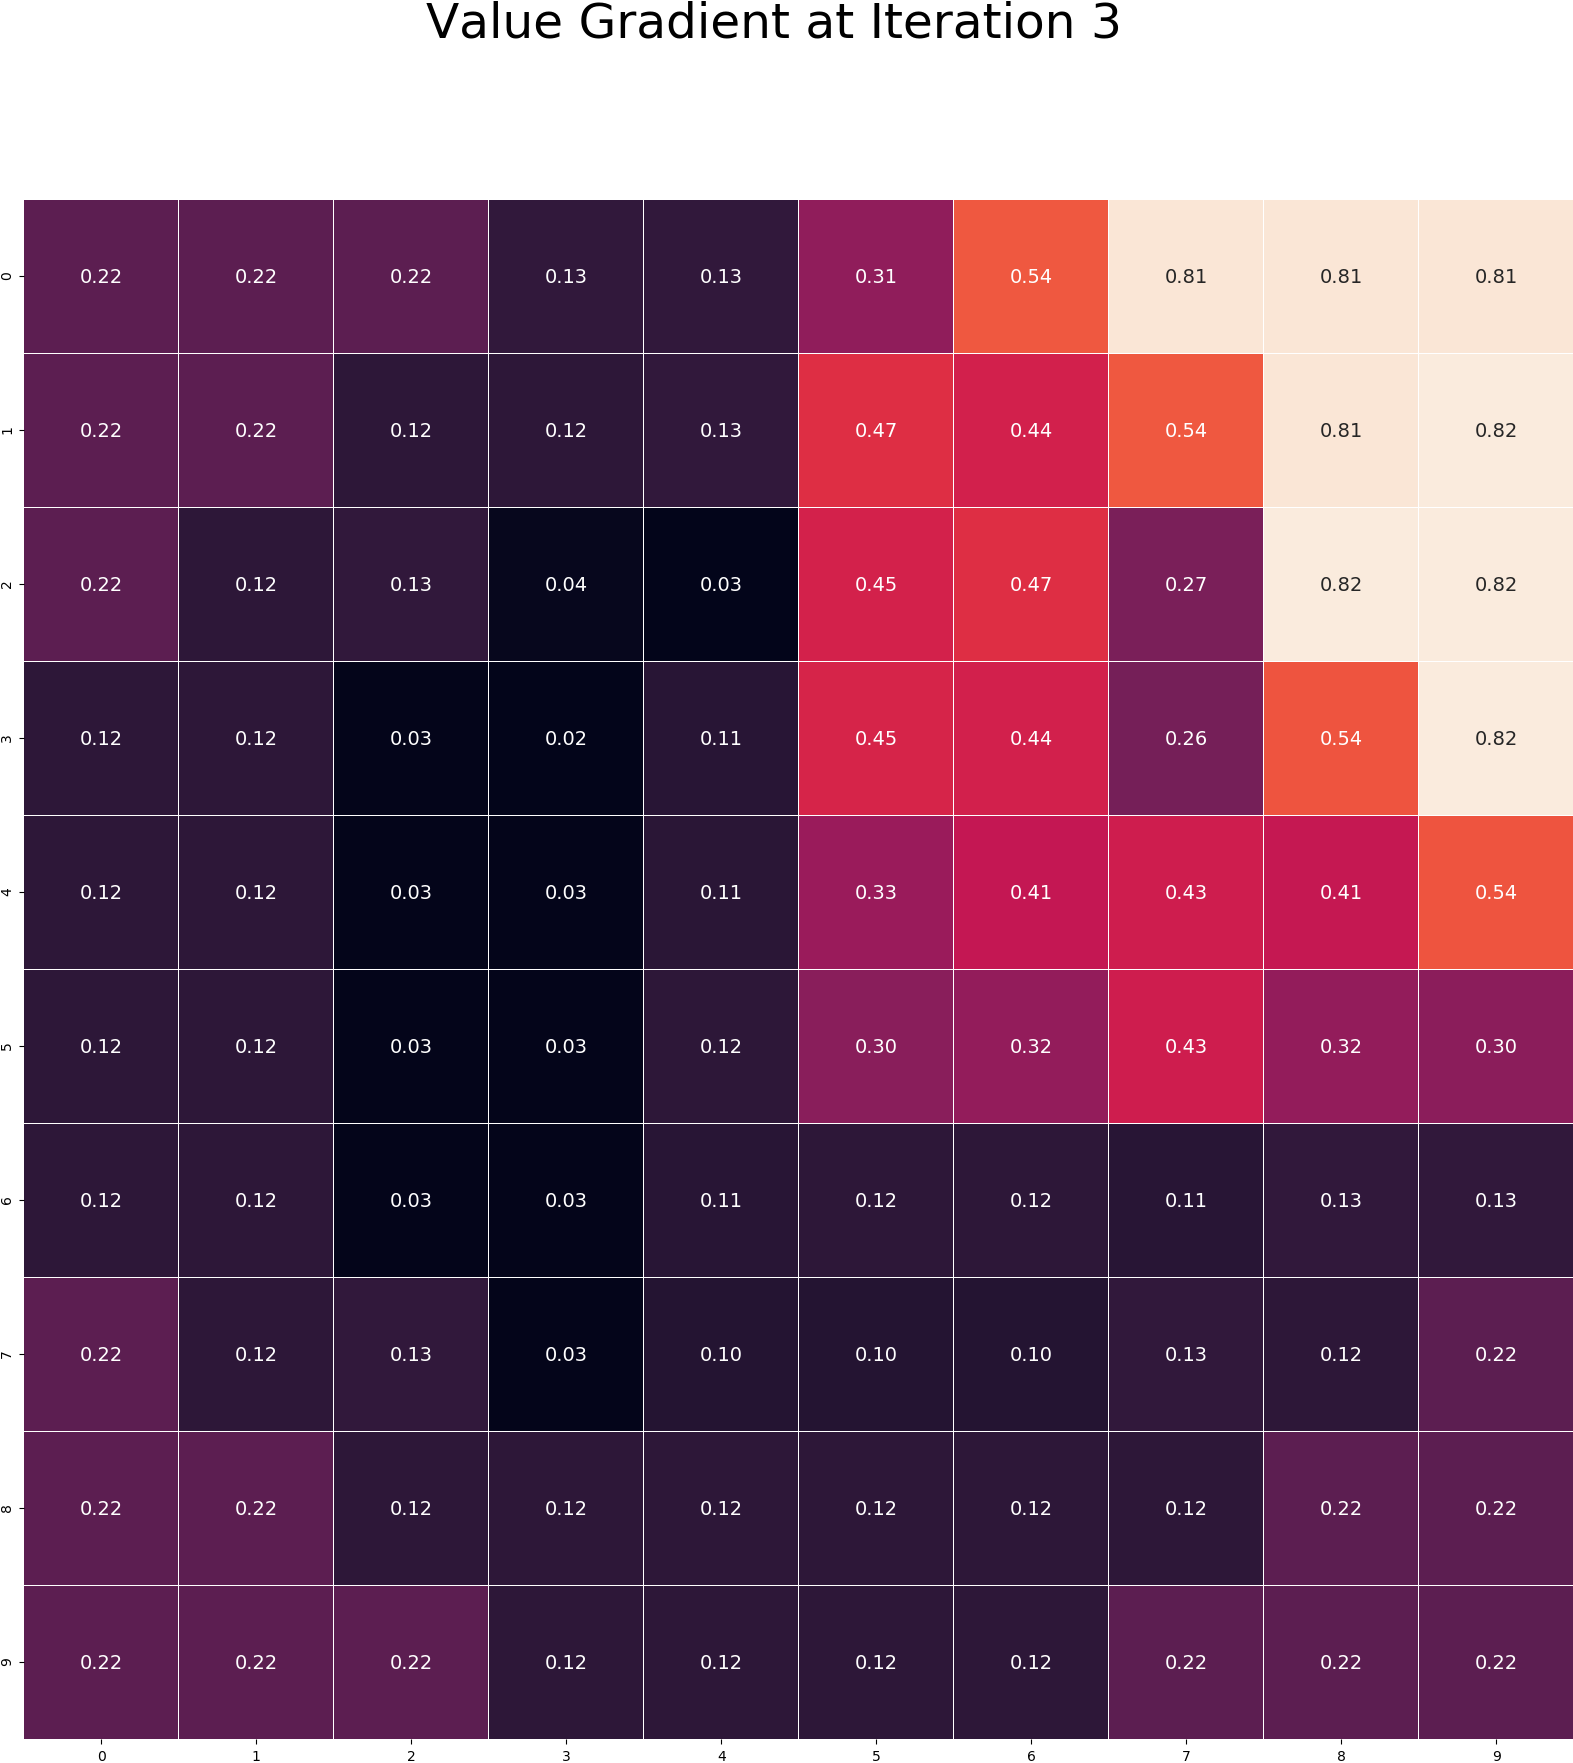 Value Gradient at Iteration 3
0 0.22 0.22 0.22 0.13 0.13 0.31 0.54 0.81 0.81 0.81
1 0.22 0.22 0.12 0.12 0.13 0.47 0.44 0.54 0.81 0.82
2 0.22 0.12 0.13 0.04 0.03 0.45 0.47 0.27 0.82 0.82
3 0.12 0.12 0.03 0.02 0.11 0.45 0.44 0.26 0.54 0.82
4 0.12 0.12 0.03 0.03 0.11 0.33 0.41 0.43 0.41 0.54
5 0.12 0.12 0.03 0.03 0.12 0.30 0.32 0.43 0.32 0.30
6 0.12 0.12 0.03 0.03 0.11 0.12 0.12 0.11 0.13 0.13
7 0.22 0.12 0.13 0.03 0.10 0.10 0.10 0.13 0.12 0.22
8 0.22 0.22 0.12 0.12 0.12 0.12 0.12 0.12 0.22 0.22
9 0.22 0.22 0.22 0.12 0.12 0.12 0.12 0.22 0.22 0.22
0 1 2 3 4 5 6 7 8 9